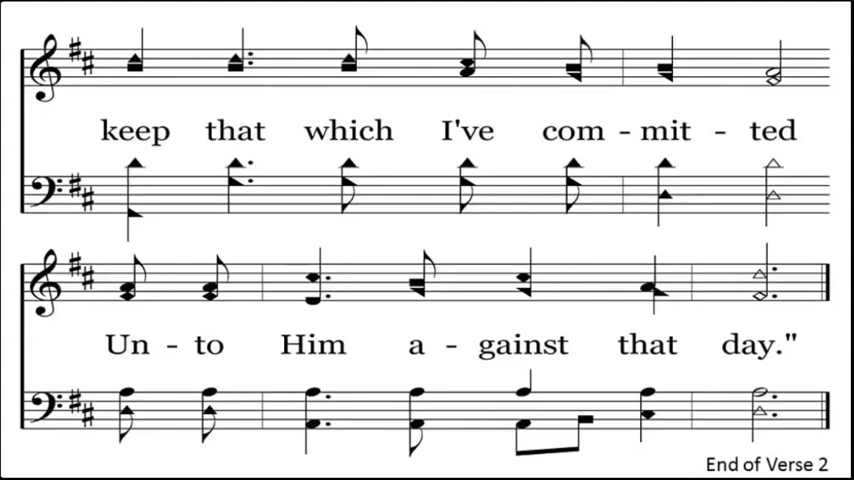 keep that which I've com - mit - ted
Un - to Him a - gainst that day."
End of Verse 2